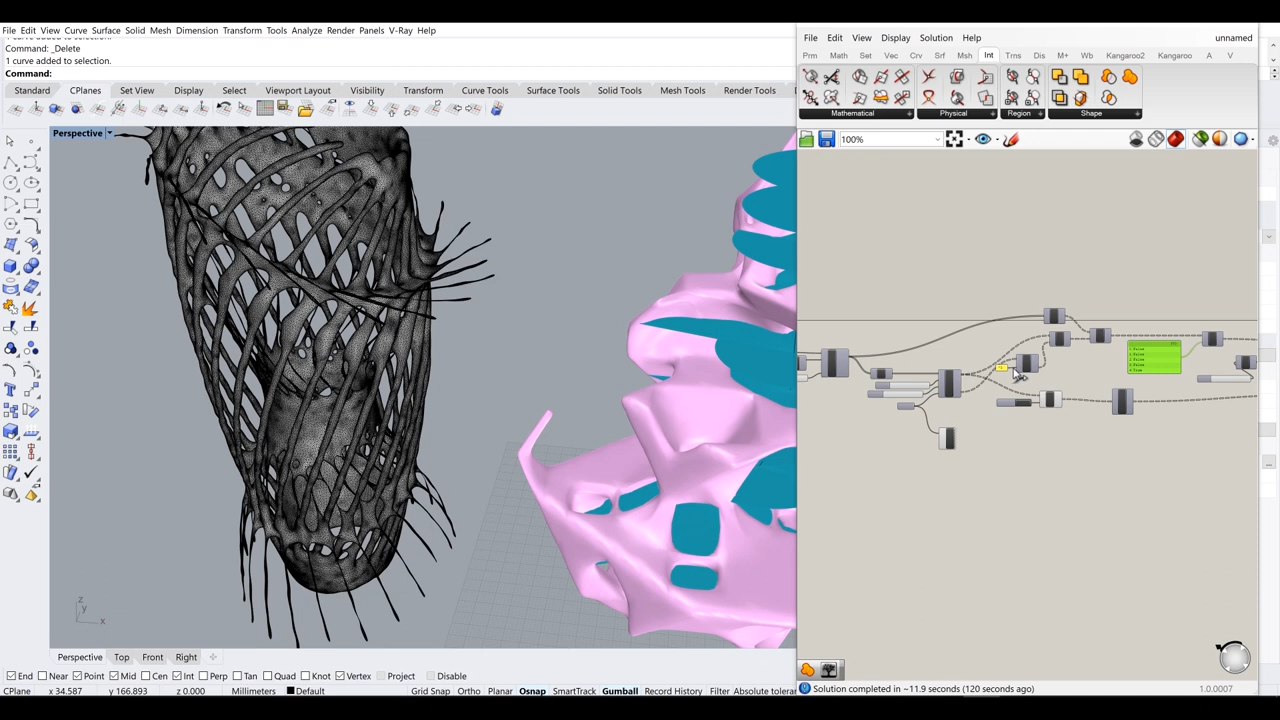 File Edit View Curve Surface Solid Mesh Dimension Transform Tools Analyze Render Panels V-Ray Help
Command: _Delete
1 curve added to selection.
Command:
Standard CPlanes Set View Display Select Viewport Layout Visibility Transform Curve Tools Surface Tools Solid Tools Mesh Tools Render Tools
Perspective
z
y
x
Perspective Top Front Right
End Near Point Mid Cen Int Perp Tan Quad Knot Vertex Project Disable
CPlane x 34.587 y 166.893 z 0.000 Millimeters Default Grid Snap Ortho Planar Osnap SmartTrack Gumball Record History Filter Absolute tolera
File Edit View Display Solution Help unnamed
Prm Math Set Vec Crv Srf Msh Int Trns Dis M+ Wb Kangaroo2 Kangaroo A V
Mathematical Physical Region Shape
100%
Solution completed in ~11.9 seconds (120 seconds ago) 1.0.0007